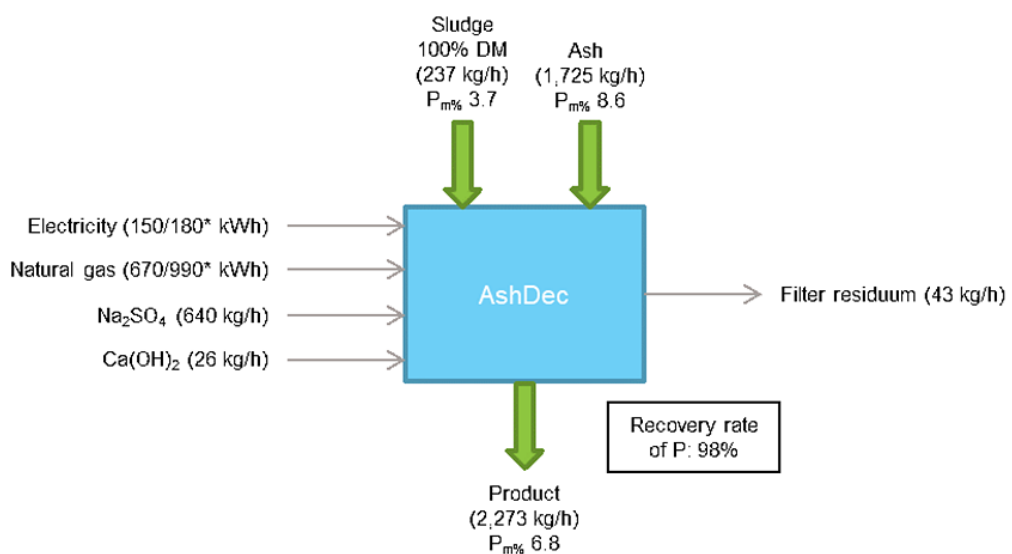 Sludge
100% DM
(237 kg/h)
Pm% 3.7
Ash
(1,725 kg/h)
Pm% 8.6
Electricity (150/180* kWh)
Natural gas (670/990* kWh)
Na2SO4 (640 kg/h)
Ca(OH)2 (26 kg/h)
AshDec
Filter residuum (43 kg/h)
Recovery rate
of P: 98%
Product
(2,273 kg/h)
Pm% 6.8